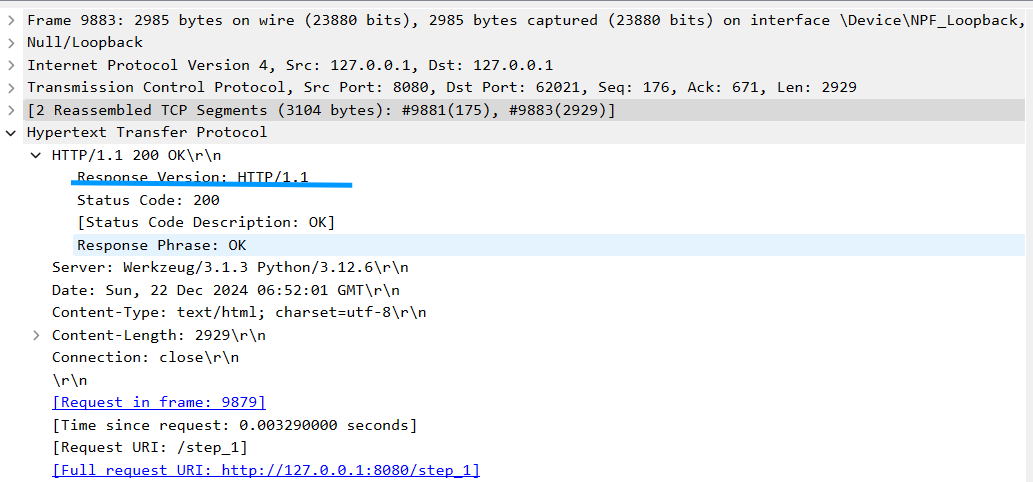 Frame 9883: 2985 bytes on wire (23880 bits), 2985 bytes captured (23880 bits) on interface \Device\NPF_Loopback,
Null/Loopback
Internet Protocol Version 4, Src: 127.0.0.1, Dst: 127.0.0.1
Transmission Control Protocol, Src Port: 8080, Dst Port: 62021, Seq: 176, Ack: 671, Len: 2929
[2 Reassembled TCP Segments (3104 bytes): #9881(175), #9883(2929)]
Hypertext Transfer Protocol
HTTP/1.1 200 OK\r\n
Response Version: HTTP/1.1
Status Code: 200
[Status Code Description: OK]
Response Phrase: OK
Server: Werkzeug/3.1.3 Python/3.12.6\r\n
Date: Sun, 22 Dec 2024 06:52:01 GMT\r\n
Content-Type: text/html; charset=utf-8\r\n
Content-Length: 2929\r\n
Connection: close\r\n
\r\n
[Request in frame: 9879]
[Time since request: 0.003290000 seconds]
[Request URI: /step_1]
[Full request URI: http://127.0.0.1:8080/step_1]